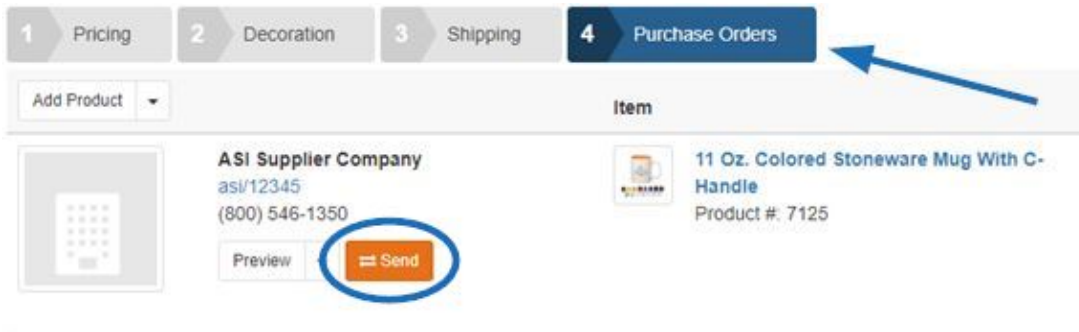 1 Pricing 2 Decoration 3 Shipping 4 Purchase Orders
Add Product Item
ASI Supplier Company
asi/12345
(800) 546-1350
Preview Send
11 Oz. Colored Stoneware Mug With C-
Handle
Product #: 7125